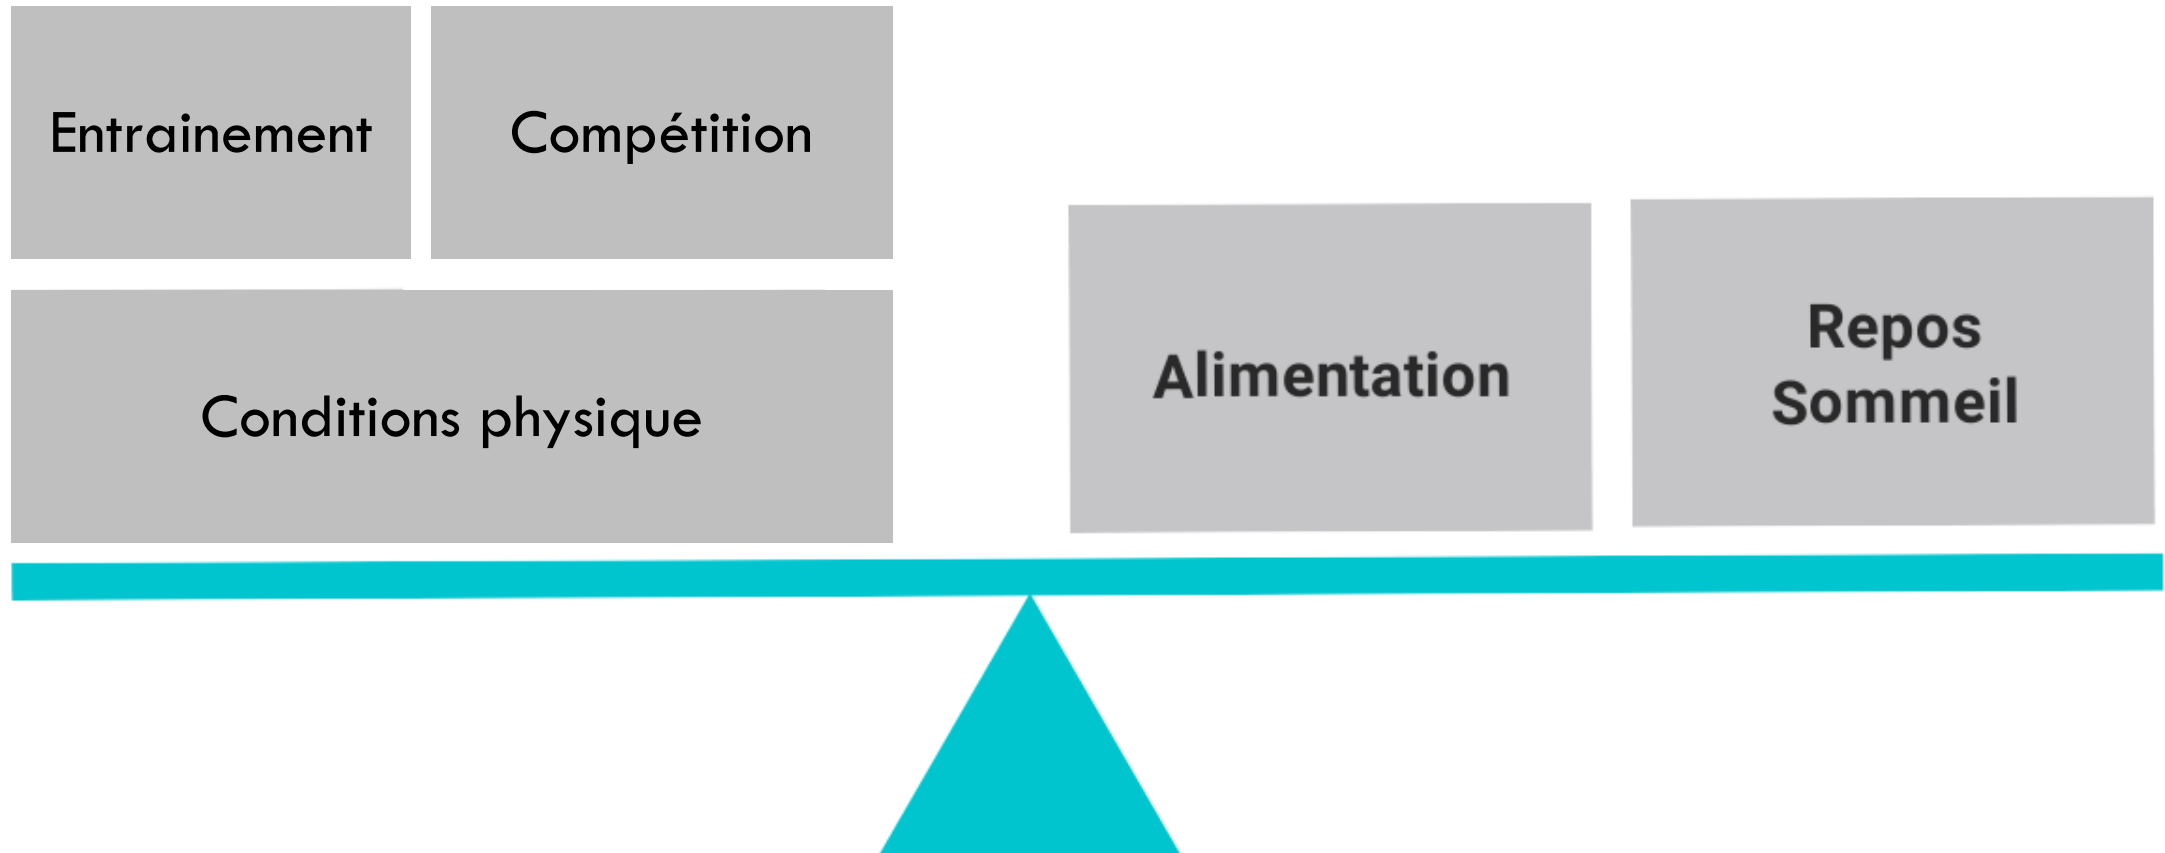 Entrainement
Compétition
Conditions physique
Alimentation
Repos
Sommeil